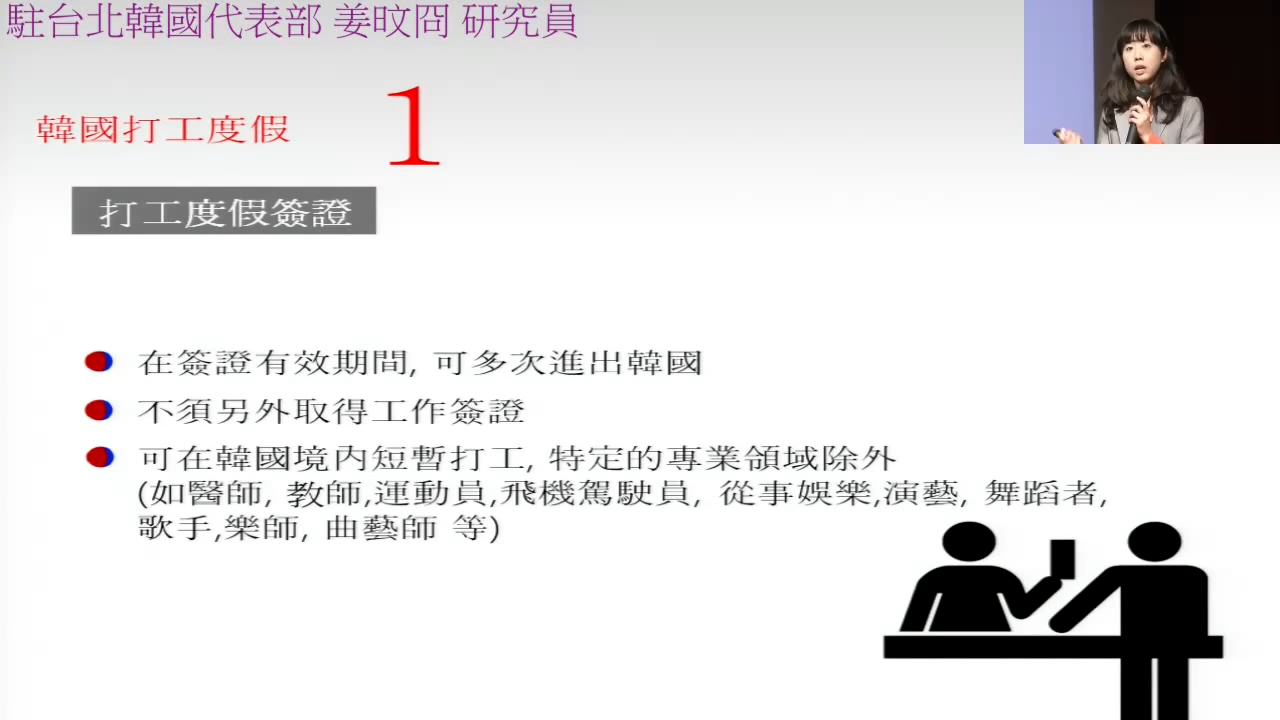 駐台北韓國代表部 姜旼冏 研究員
韓國打工度假 1
打工度假簽證
在簽證有效期間, 可多次進出韓國
不須另外取得工作簽證
可在韓國境內短暫打工, 特定的專業領域除外
(如醫師, 教師,運動員,飛機駕駛員, 從事娛樂,演藝, 舞蹈者,
歌手,樂師, 曲藝師 等)